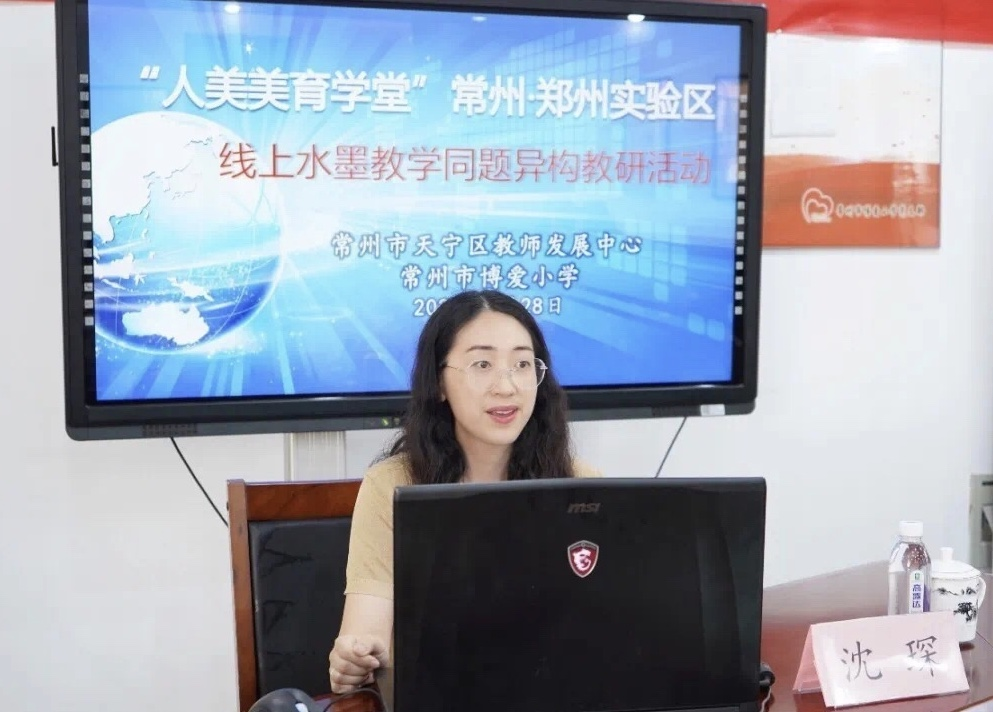 “人美美育学堂”常州·郑州实验区
线上水墨教学同题异构教研活动
常州市天宁区教师发展中心
常州市博爱小学
28日
msi
沈 琛